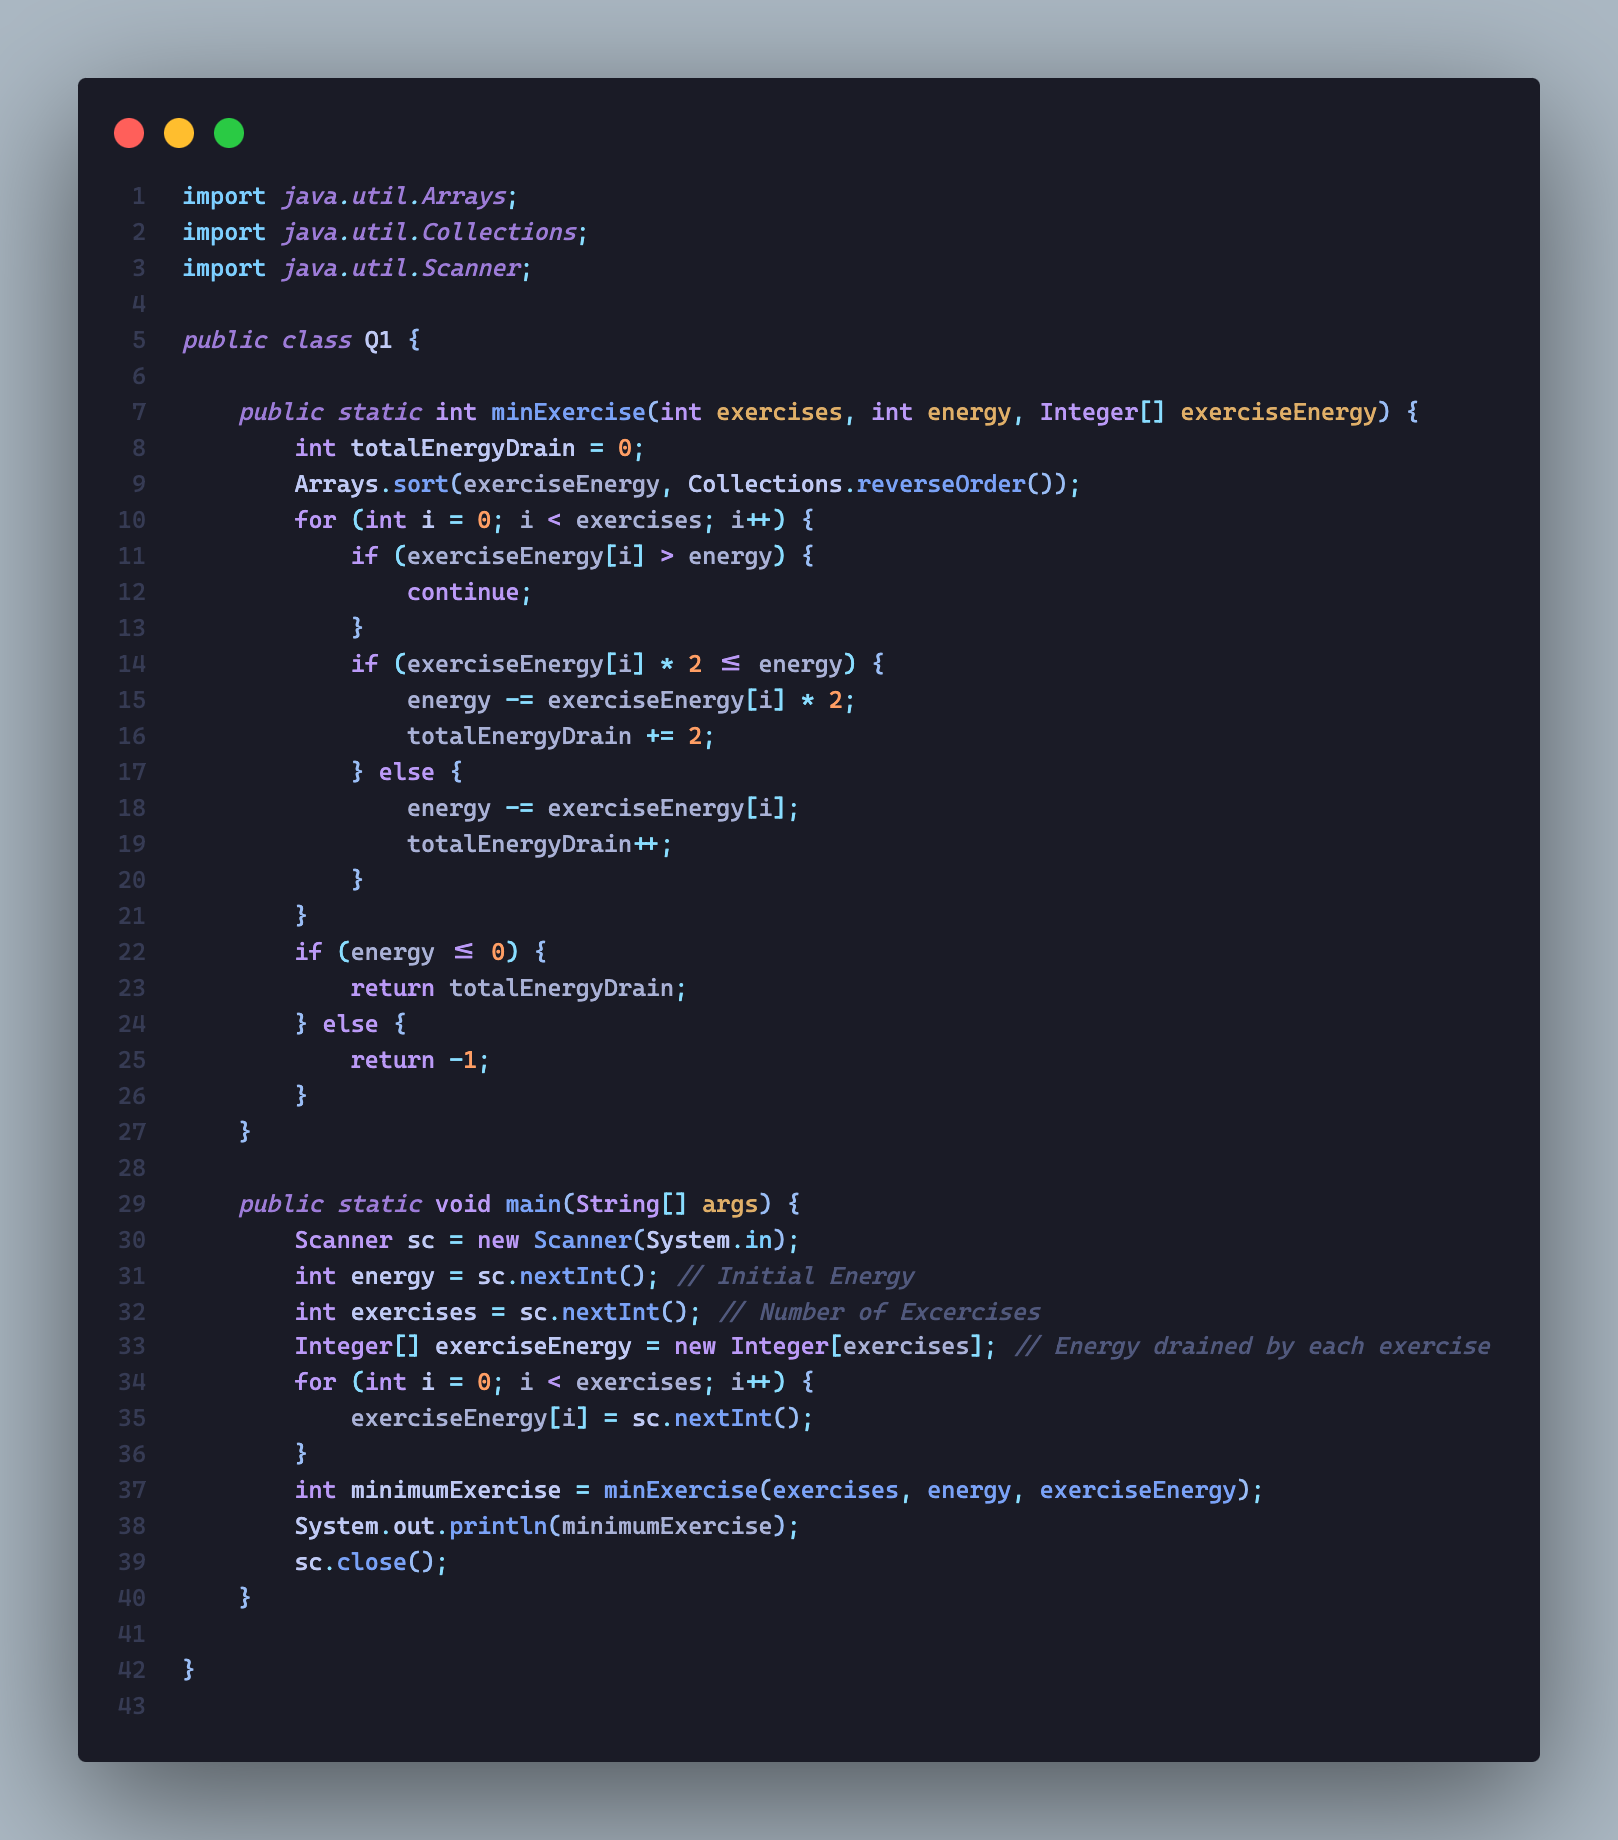 1 import java.util.Arrays;
2 import java.util.Collections;
3 import java.util.Scanner;
4
5 public class Q1 {
6
7     public static int minExercise(int exercises, int energy, Integer[] exerciseEnergy) {
8         int totalEnergyDrain = 0;
9         Arrays.sort(exerciseEnergy, Collections.reverseOrder());
10         for (int i = 0; i < exercises; i++) {
11             if (exerciseEnergy[i] > energy) {
12                 continue;
13             }
14             if (exerciseEnergy[i] * 2 ≤ energy) {
15                 energy -= exerciseEnergy[i] * 2;
16                 totalEnergyDrain += 2;
17             } else {
18                 energy -= exerciseEnergy[i];
19                 totalEnergyDrain++;
20             }
21         }
22         if (energy ≤ 0) {
23             return totalEnergyDrain;
24         } else {
25             return -1;
26         }
27     }
28
29     public static void main(String[] args) {
30         Scanner sc = new Scanner(System.in);
31         int energy = sc.nextInt(); // Initial Energy
32         int exercises = sc.nextInt(); // Number of Excercises
33         Integer[] exerciseEnergy = new Integer[exercises]; // Energy drained by each exercise
34         for (int i = 0; i < exercises; i++) {
35             exerciseEnergy[i] = sc.nextInt();
36         }
37         int minimumExercise = minExercise(exercises, energy, exerciseEnergy);
38         System.out.println(minimumExercise);
39         sc.close();
40     }
41
42 }
43